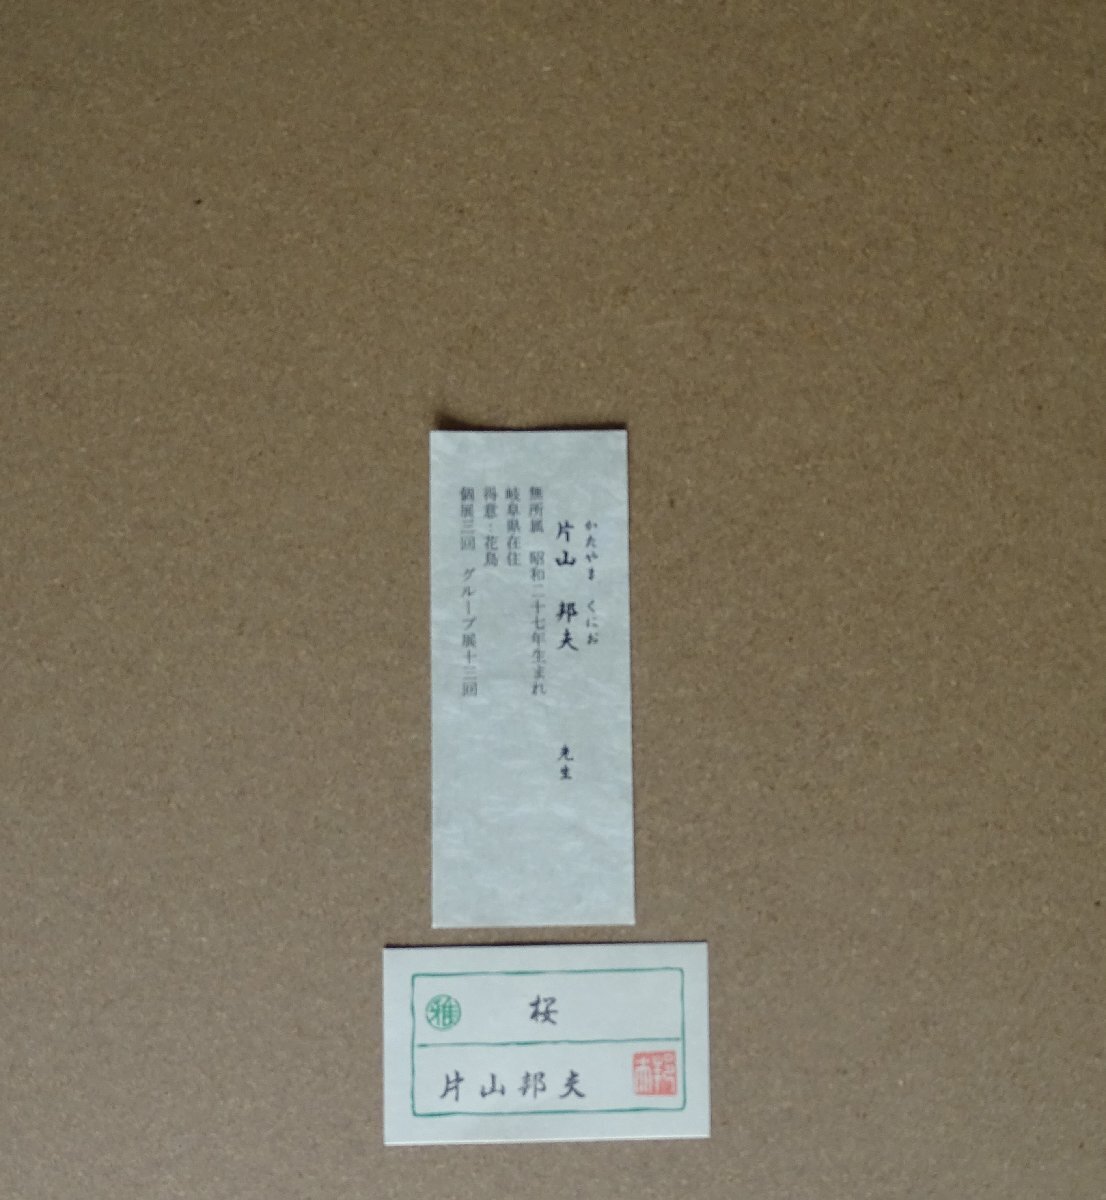 かたやま くにお
片山 邦夫 先生
無所属 昭和二十七年生まれ
岐阜県在住
得意：花鳥
個展三回 グループ展十三回
雅 桜
片山邦夫